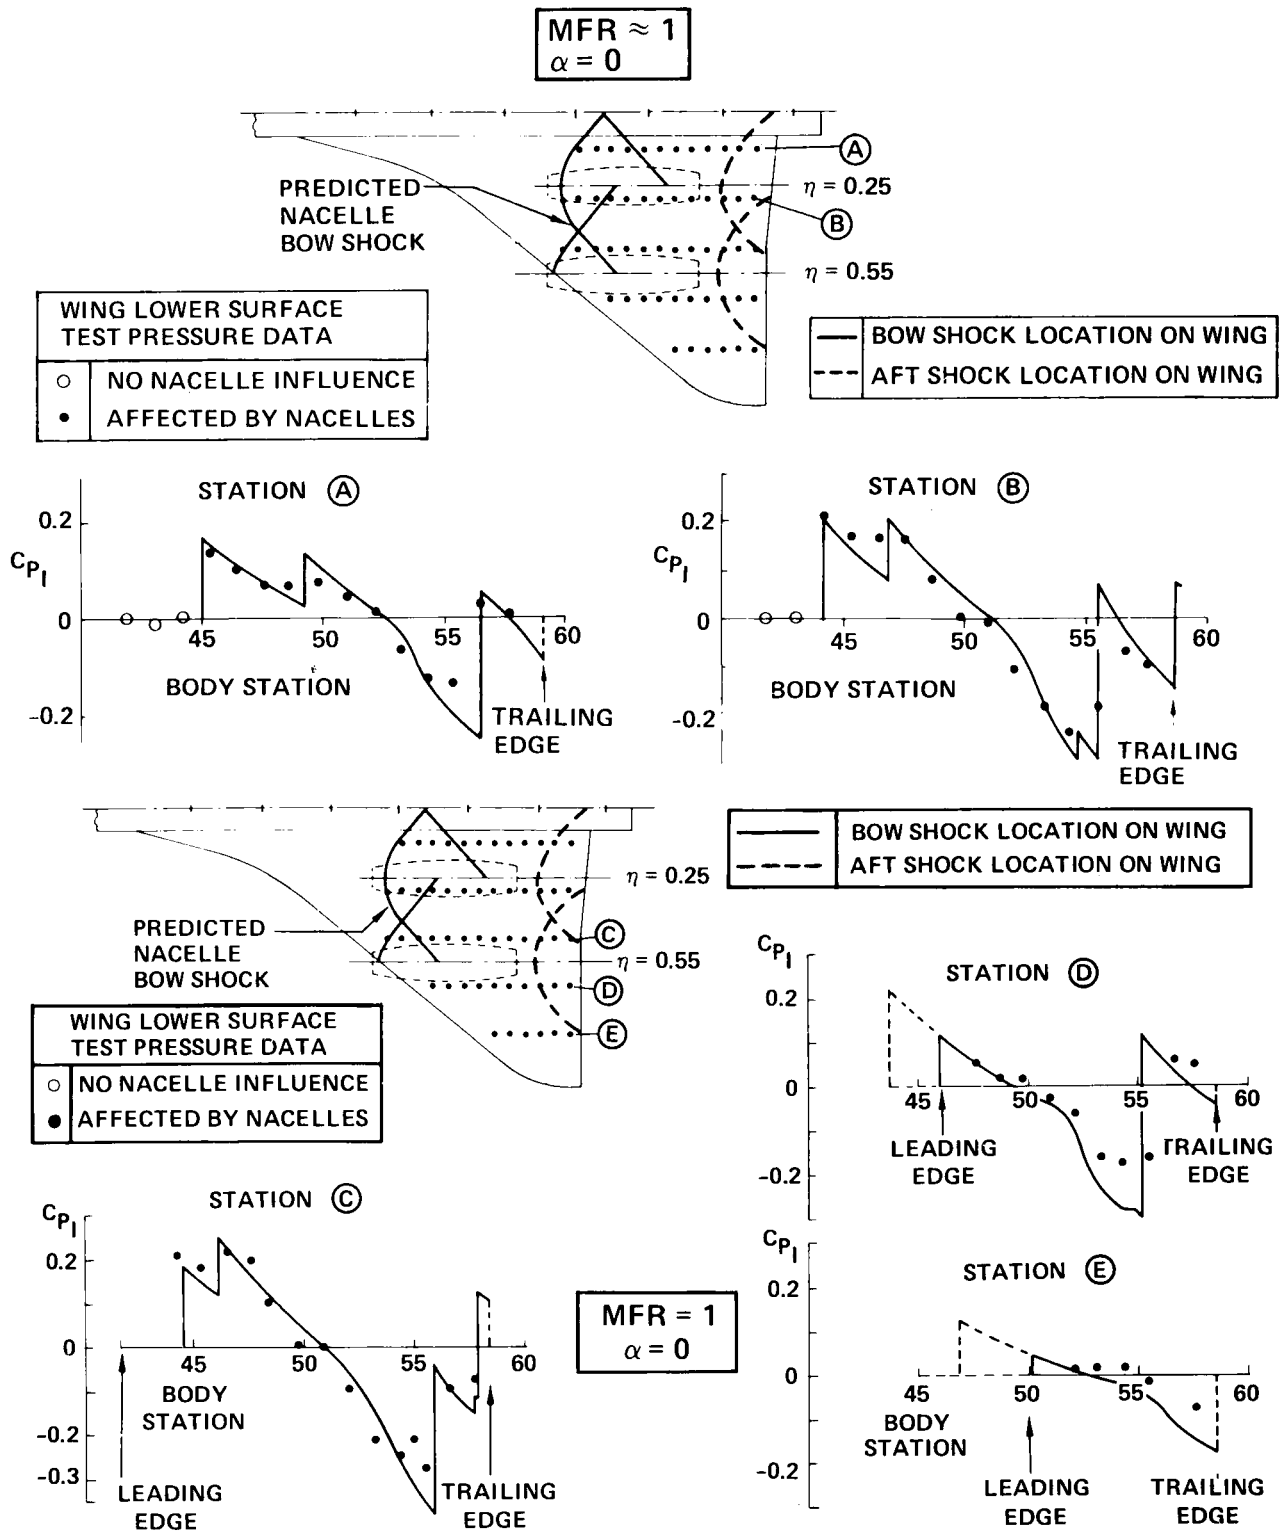 MFR ≈ 1
α = 0
PREDICTED
NACELLE
BOW SHOCK
A
η = 0.25
B
η = 0.55
WING LOWER SURFACE
TEST PRESSURE DATA
○ NO NACELLE INFLUENCE
● AFFECTED BY NACELLES
BOW SHOCK LOCATION ON WING
AFT SHOCK LOCATION ON WING
STATION A
0.2
CPI
0
45 50 55 60
BODY STATION
-0.2
TRAILING
EDGE
STATION B
0.2
CPI
0
45 50 55 60
BODY STATION
-0.2
TRAILING
EDGE
PREDICTED
NACELLE
BOW SHOCK
η = 0.25
C
η = 0.55
D
E
BOW SHOCK LOCATION ON WING
AFT SHOCK LOCATION ON WING
WING LOWER SURFACE
TEST PRESSURE DATA
○ NO NACELLE INFLUENCE
● AFFECTED BY NACELLES
CPI
STATION D
0.2
0
45 50 55 60
LEADING
EDGE
TRAILING
EDGE
-0.2
STATION C
CPI
0.2
0
45 50 55 60
BODY
STATION
-0.2
-0.3
LEADING
EDGE
TRAILING
EDGE
MFR = 1
α = 0
CPI
STATION E
0.2
0
45 50 55 60
BODY
STATION
-0.2
LEADING
EDGE
TRAILING
EDGE